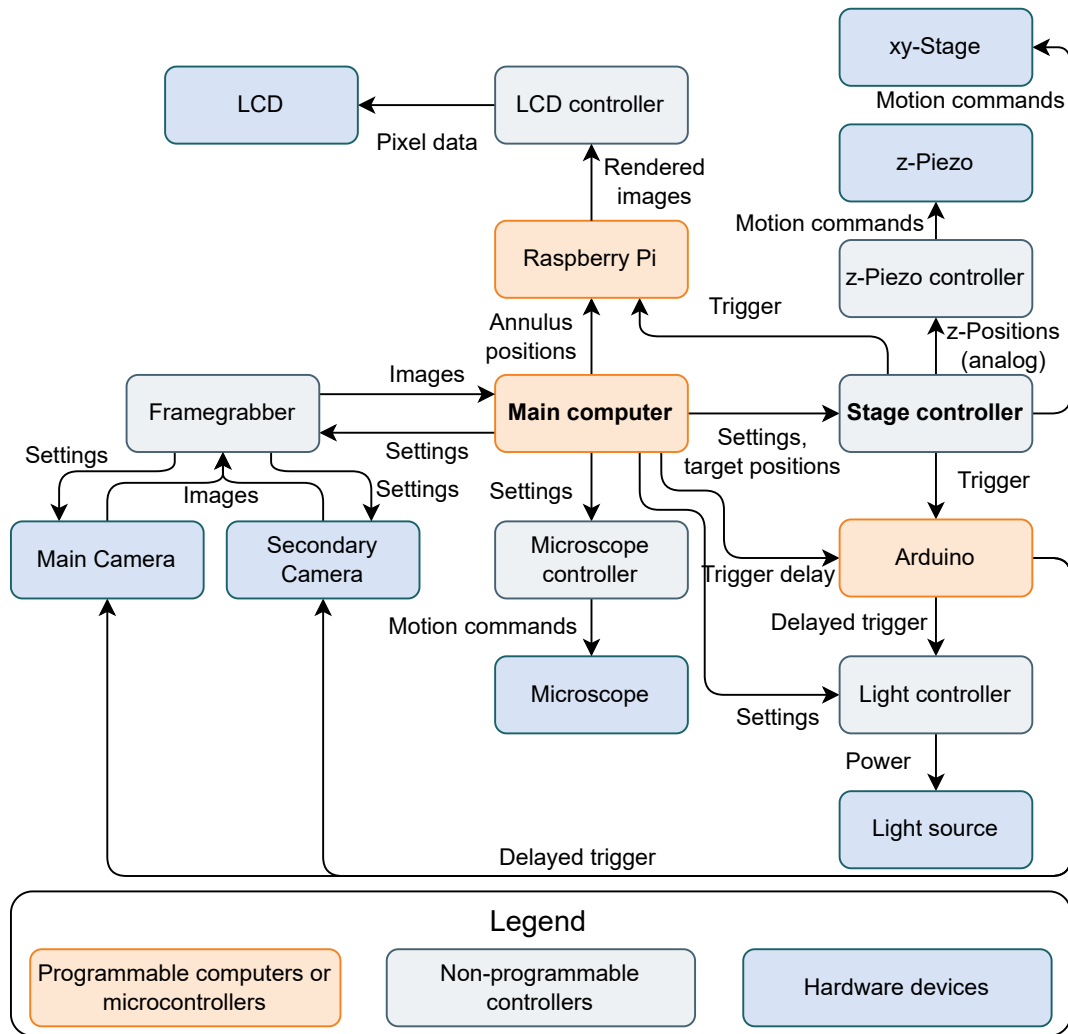 xy-Stage
Motion commands
LCD
LCD controller
Pixel data
z-Piezo
Rendered
images
Motion commands
Raspberry Pi
z-Piezo controller
Trigger
Annulus
positions
z-Positions
(analog)
Images
Framegrabber
Main computer
Stage controller
Settings
Settings
Settings,
target positions
Images
Settings
Settings
Trigger
Main Camera
Secondary
Camera
Microscope
controller
Trigger delay
Arduino
Motion commands
Delayed trigger
Microscope
Light controller
Settings
Power
Light source
Delayed trigger
Legend
Programmable computers or
microcontrollers
Non-programmable
controllers
Hardware devices